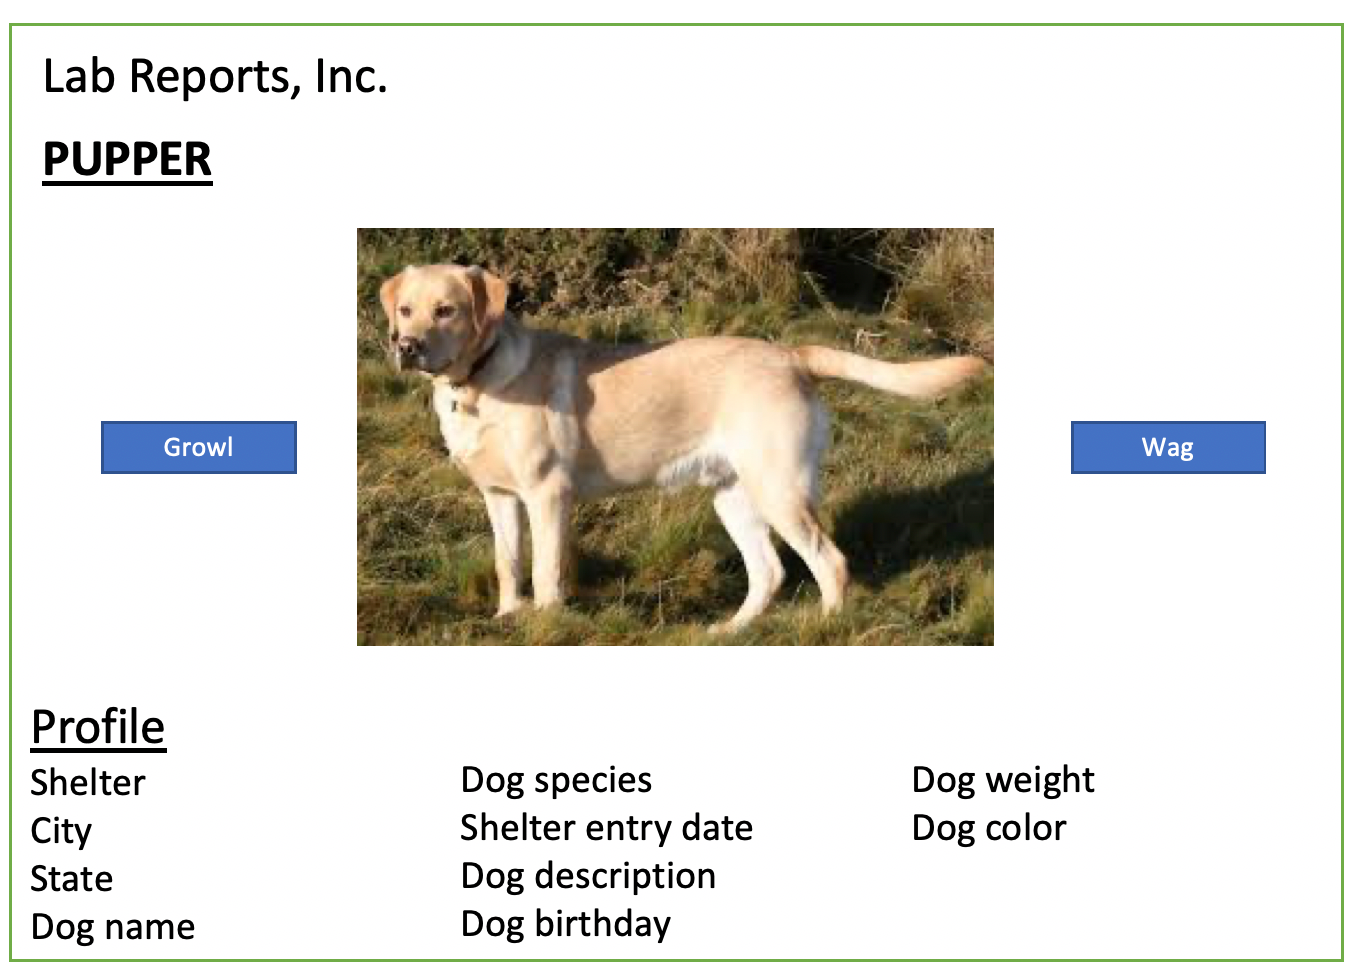 Lab Reports, Inc.
PUPPER
Growl
Wag
Profile
Shelter
City
State
Dog name
Dog species
Shelter entry date
Dog description
Dog birthday
Dog weight
Dog color